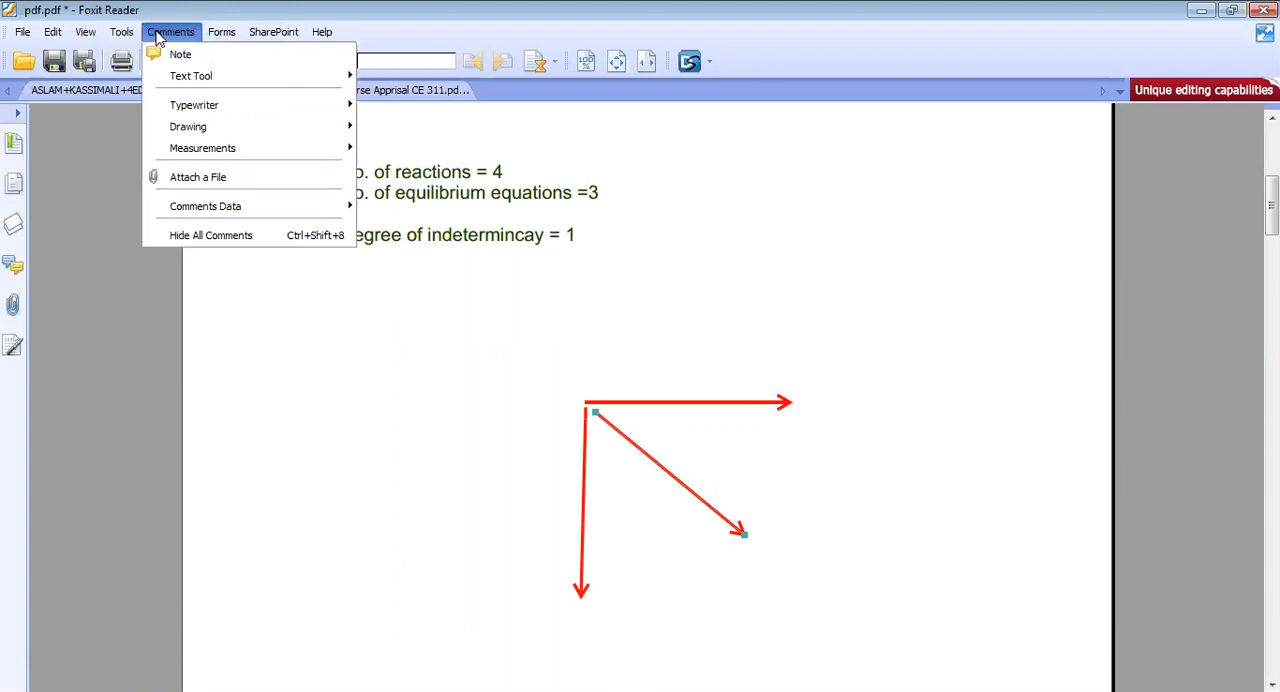 pdf.pdf * - Foxit Reader
File Edit View Tools Comments Forms SharePoint Help
100 %
ASLAM+KASSIMALI+4ED
rse Apprisal CE 311.pd...
Unique editing capabilities
Note
Text Tool
Typewriter
Drawing
Measurements
Attach a File
Comments Data
Hide All Comments Ctrl+Shift+8
o. of reactions = 4
o. of equilibrium equations =3
egree of indetermincay = 1